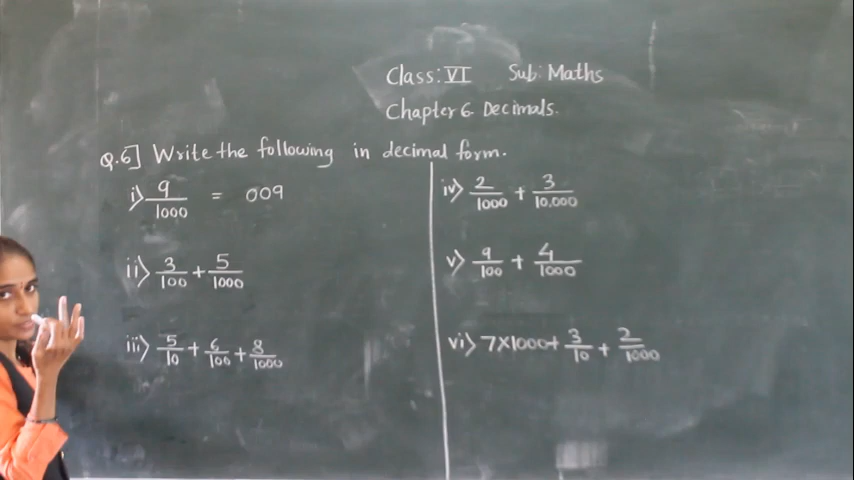 Class: VI Sub: Maths
Chapter 6 Decimals.
Q.6] Write the following in decimal form.
i) 9/1000 = 009
ii) 3/100 + 5/1000
iii) 5/10 + 6/100 + 8/1000
iv) 2/1000 + 3/10,000
v) 9/100 + 4/1000
vi) 7×1000 + 3/10 + 2/1000